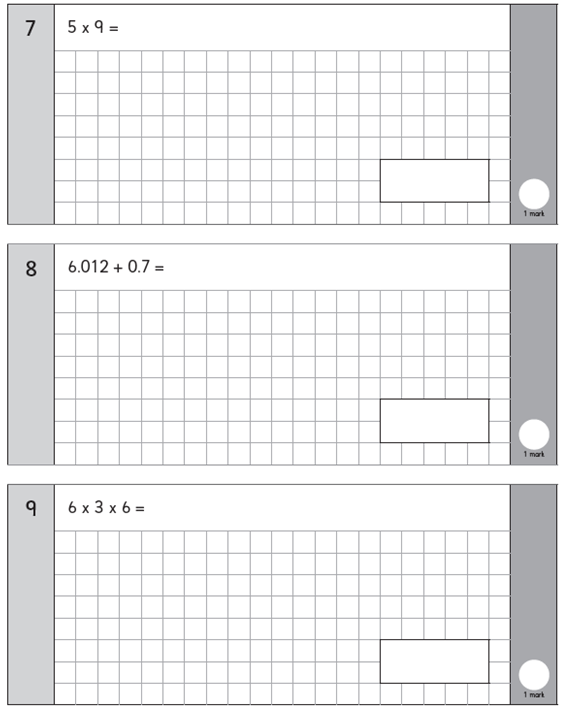 7
5 x 9 =
1 mark
8
6.012 + 0.7 =
1 mark
9
6 x 3 x 6 =
1 mark